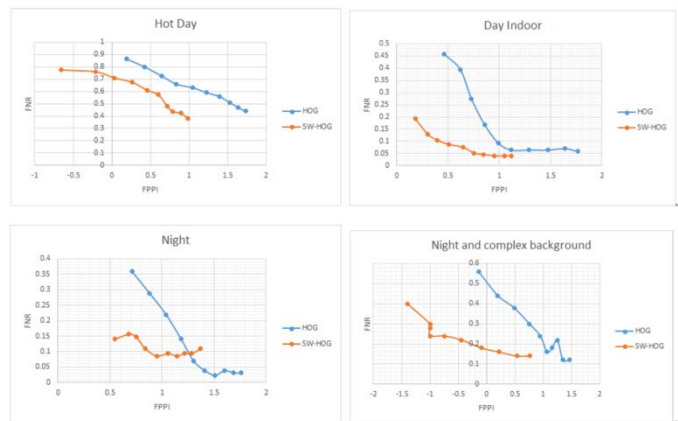 Hot Day
1
0.9
0.8
0.7
0.6
0.5
0.4
0.3
0.2
0.1
0
-1 -0.5 0 0.5 1 1.5 2
FNR
FPPI
HOG
SW-HOG
Day Indoor
0.5
0.45
0.4
0.35
0.3
0.25
0.2
0.15
0.1
0.05
0
0 0.5 1 1.5 2
FNR
FPPI
HOG
SW-HOG
Night
0.4
0.35
0.3
0.25
0.2
0.15
0.1
0.05
0
0 0.5 1 1.5 2
FNR
FPPI
HOG
SW-HOG
Night and complex background
0.6
0.5
0.4
0.3
0.2
0.1
0
-2 -1.5 -1 -0.5 0 0.5 1 1.5 2
FNR
FPPI
HOG
SW-HOG